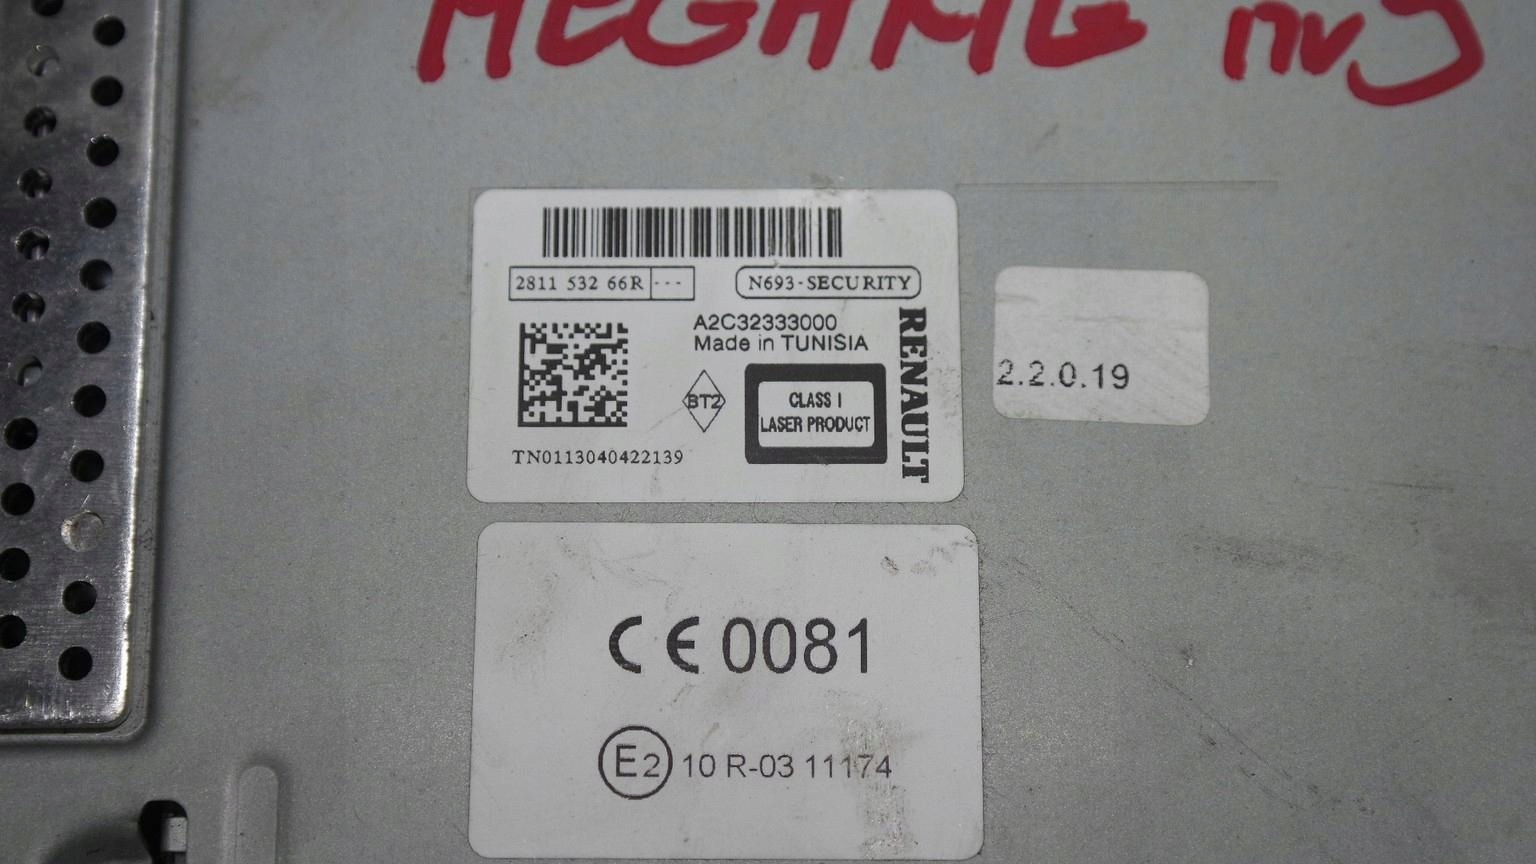 MEGANE
2811 532 66R ---
N693-SECURITY
A2C32333000
Made in TUNISIA
BT2
CLASS I
LASER PRODUCT
RENAULT
TN0113040422139
2.2.0.19
CE 0081
E2 10 R-03 11174